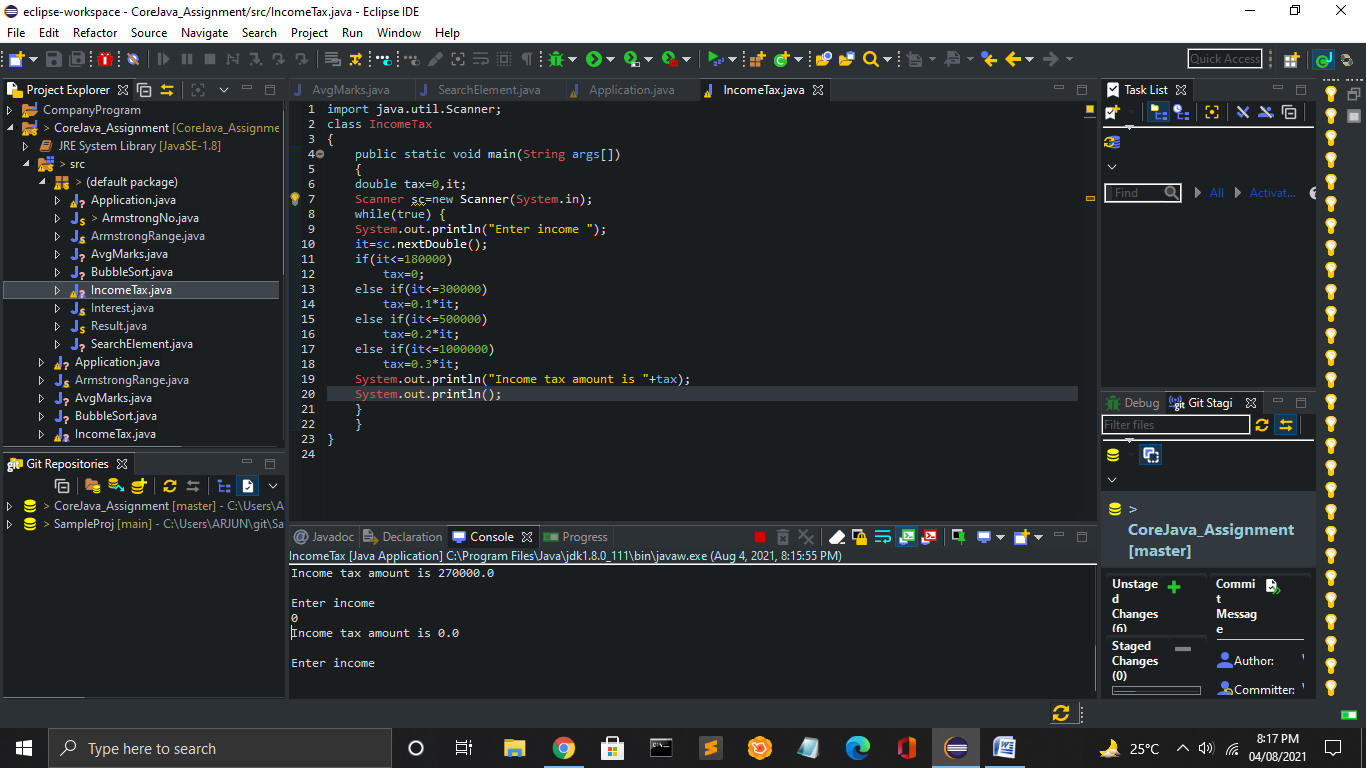 eclipse-workspace - CoreJava_Assignment/src/IncomeTax.java - Eclipse IDE
File Edit Refactor Source Navigate Search Project Run Window Help
Quick Access
Project Explorer
CompanyProgram
> CoreJava_Assignment [CoreJava_Assignme
JRE System Library [JavaSE-1.8]
> src
> (default package)
Application.java
> ArmstrongNo.java
ArmstrongRange.java
AvgMarks.java
BubbleSort.java
IncomeTax.java
Interest.java
Result.java
SearchElement.java
Application.java
ArmstrongRange.java
AvgMarks.java
BubbleSort.java
IncomeTax.java
Git Repositories
> CoreJava_Assignment [master] - C:\Users\A
> SampleProj [main] - C:\Users\ARJUN\git\Sa
AvgMarks.java SearchElement.java Application.java IncomeTax.java
1 import java.util.Scanner;
2 class IncomeTax
3 {
4 public static void main(String args[])
5 {
6 double tax=0,it;
7 Scanner sc=new Scanner(System.in);
8 while(true) {
9 System.out.println("Enter income ");
10 it=sc.nextDouble();
11 if(it<=180000)
12 tax=0;
13 else if(it<=300000)
14 tax=0.1*it;
15 else if(it<=500000)
16 tax=0.2*it;
17 else if(it<=1000000)
18 tax=0.3*it;
19 System.out.println("Income tax amount is "+tax);
20 System.out.println();
21 }
22 }
23 }
24
Javadoc Declaration Console Progress
IncomeTax [Java Application] C:\Program Files\Java\jdk1.8.0_111\bin\javaw.exe (Aug 4, 2021, 8:15:55 PM)
Income tax amount is 270000.0
Enter income
0
Income tax amount is 0.0
Enter income
Task List
Find All Activat...
Debug Git Stagi
Filter files
>
CoreJava_Assignment
[master]
Unstage
d
Changes
(6)
Staged
Changes
(0)
Commi
t
Messag
e
Author:
Committer:
Type here to search
25°C
8:17 PM
04/08/2021